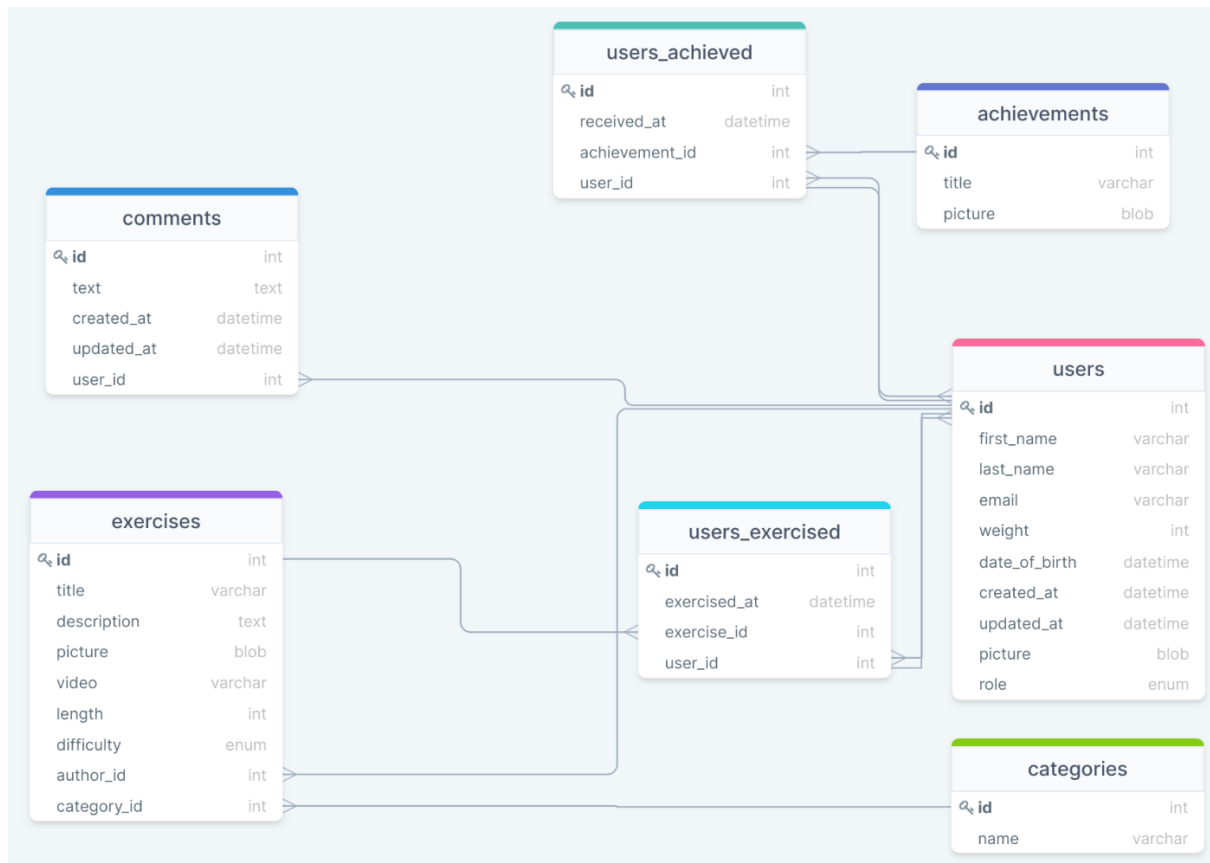 users_achieved
id int
received_at datetime
achievement_id int
user_id int
achievements
id int
title varchar
picture blob
comments
id int
text text
created_at datetime
updated_at datetime
user_id int
users
id int
first_name varchar
last_name varchar
email varchar
weight int
date_of_birth datetime
created_at datetime
updated_at datetime
picture blob
role enum
exercises
id int
title varchar
description text
picture blob
video varchar
length int
difficulty enum
author_id int
category_id int
users_exercised
id int
exercised_at datetime
exercise_id int
user_id int
categories
id int
name varchar